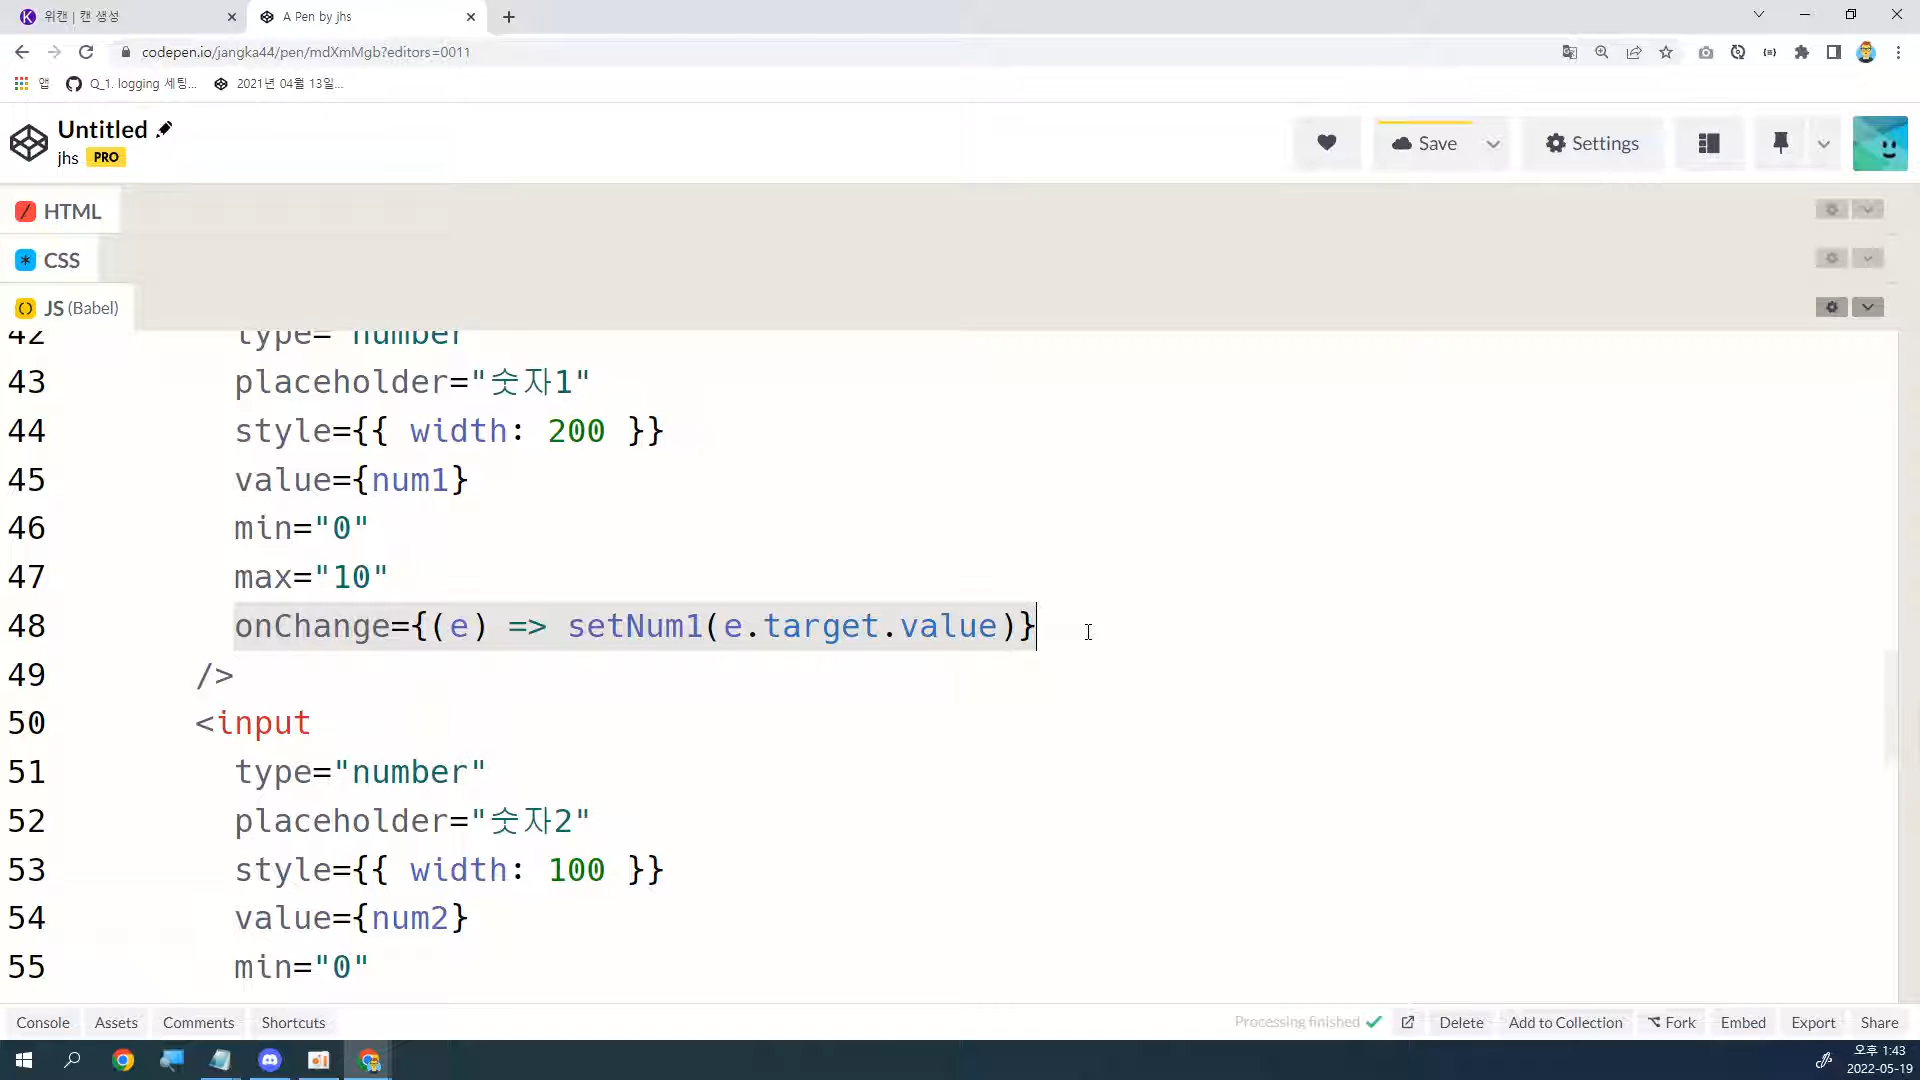 위캔 | 캔 생성
A Pen by jhs
codepen.io/jangka44/pen/mdXmMgb?editors=0011
앱
Q_1. logging 세팅...
2021년 04월 13일...
Untitled
jhs PRO
Save
Settings
HTML
CSS
JS (Babel)
42 type="number"
43 placeholder="숫자1"
44 style={{ width: 200 }}
45 value={num1}
46 min="0"
47 max="10"
48 onChange={(e) => setNum1(e.target.value)}
49 />
50 <input
51 type="number"
52 placeholder="숫자2"
53 style={{ width: 100 }}
54 value={num2}
55 min="0"
Console Assets Comments Shortcuts
Processing finished
Delete Add to Collection Fork Embed Export Share
오후 1:43
2022-05-19